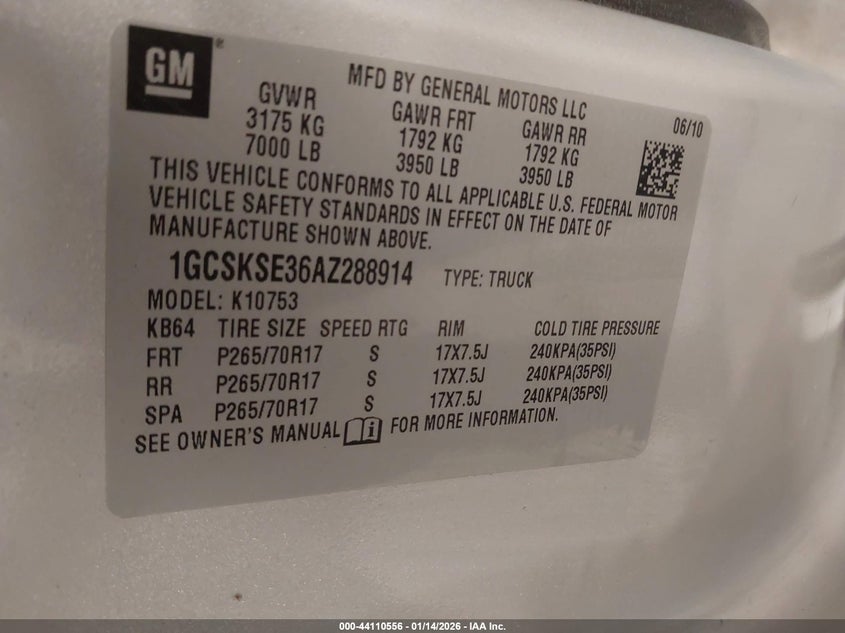 GM ®
MFD BY GENERAL MOTORS LLC
06/10
GVWR GAWR FRT GAWR RR
3175 KG 1792 KG 1792 KG
7000 LB 3950 LB 3950 LB
THIS VEHICLE CONFORMS TO ALL APPLICABLE U.S. FEDERAL MOTOR
VEHICLE SAFETY STANDARDS IN EFFECT ON THE DATE OF
MANUFACTURE SHOWN ABOVE.
1GCSKSE36AZ288914 TYPE: TRUCK
MODEL: K10753
KB64 TIRE SIZE SPEED RTG RIM COLD TIRE PRESSURE
FRT P265/70R17 S 17X7.5J 240KPA(35PSI)
RR P265/70R17 S 17X7.5J 240KPA(35PSI)
SPA P265/70R17 S 17X7.5J 240KPA(35PSI)
SEE OWNER'S MANUAL i FOR MORE INFORMATION.
000-44110556 - 01/14/2026 - IAA Inc.